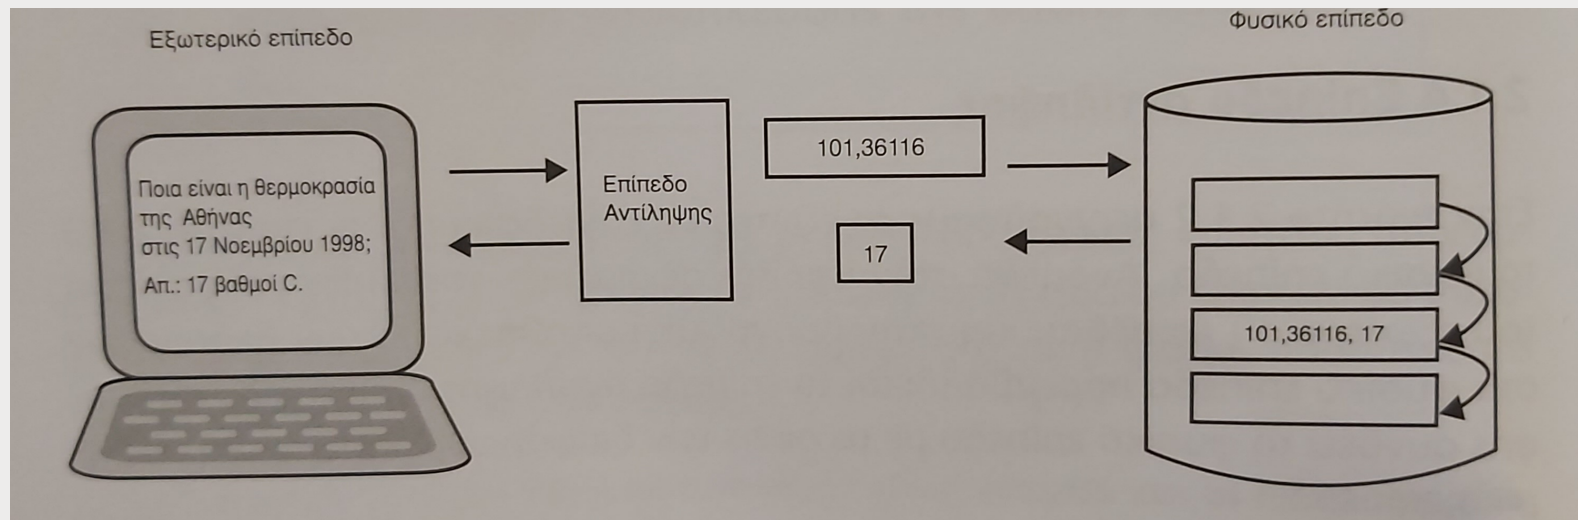 Εξωτερικό επίπεδο
Φυσικό επίπεδο
Ποια είναι η θερμοκρασία
της Αθήνας
στις 17 Νοεμβρίου 1998;
Απ.: 17 βαθμοί C.
Επίπεδο
Αντίληψης
101,36116
17
101,36116, 17